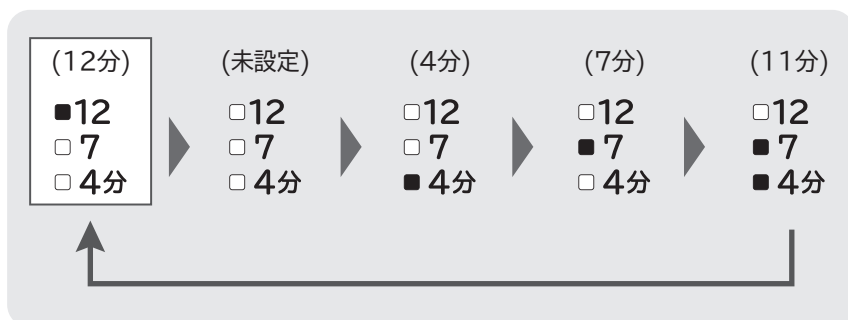 (12分) (未設定) (4分) (7分) (11分)
■12 □12 □12 □12 □12
□7 □7 □7 ■7 ■7
□4分 □4分 ■4分 □4分 ■4分